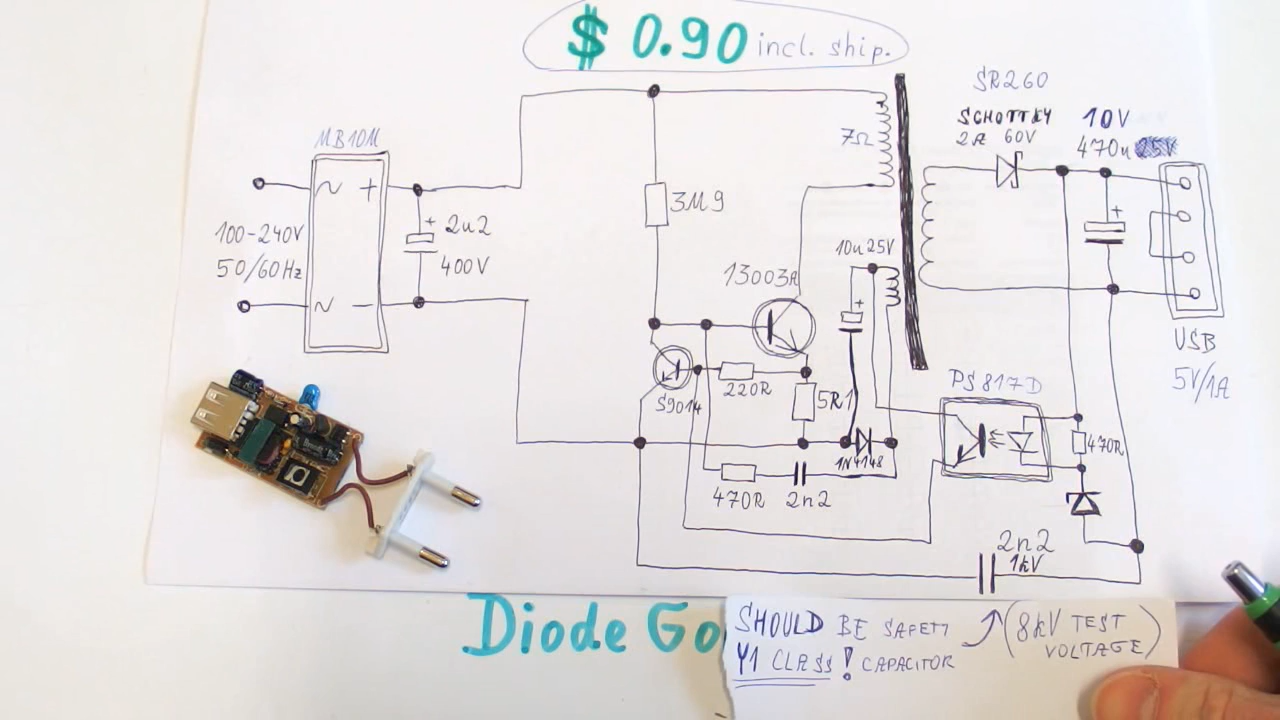 $ 0.90 incl. ship.
SR260
SCHOTTKY
2A 60V
10V
470u
MB10M
7Ω
~ +
100-240V
50/60Hz
2u2
400V
~ -
3M9
10u 25V
13003A
+
USB
5V/1A
S9014
220R
5R1
PS817D
1N4148
470R
470R
2n2
2n2
1kV
Diode Go
SHOULD BE SAFETY
Y1 CLASS! CAPACITOR
(8kV TEST
VOLTAGE)